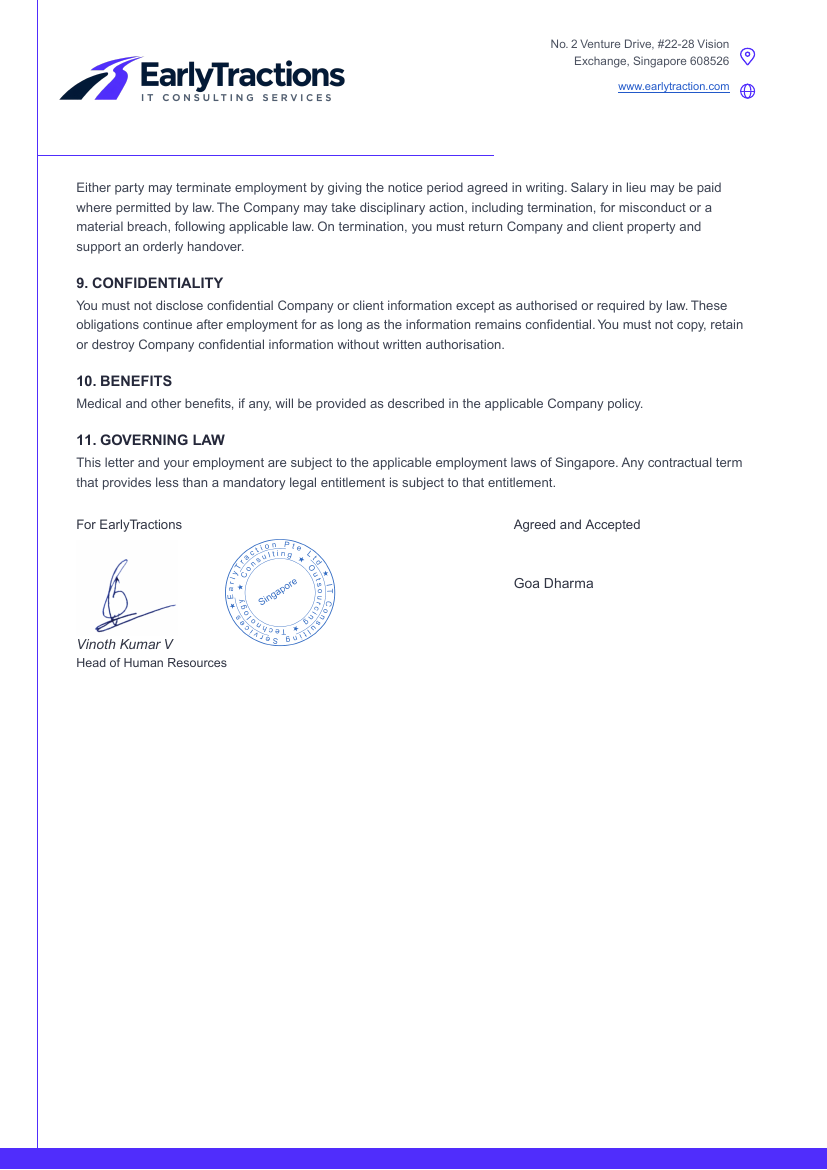 EarlyTractions
IT CONSULTING SERVICES
No. 2 Venture Drive, #22-28 Vision
Exchange, Singapore 608526
www.earlytraction.com
Either party may terminate employment by giving the notice period agreed in writing. Salary in lieu may be paid
where permitted by law. The Company may take disciplinary action, including termination, for misconduct or a
material breach, following applicable law. On termination, you must return Company and client property and
support an orderly handover.
9. CONFIDENTIALITY
You must not disclose confidential Company or client information except as authorised or required by law. These
obligations continue after employment for as long as the information remains confidential. You must not copy, retain
or destroy Company confidential information without written authorisation.
10. BENEFITS
Medical and other benefits, if any, will be provided as described in the applicable Company policy.
11. GOVERNING LAW
This letter and your employment are subject to the applicable employment laws of Singapore. Any contractual term
that provides less than a mandatory legal entitlement is subject to that entitlement.
For EarlyTractions
Agreed and Accepted
EarlyTraction Pte Ltd ★ IT Consulting Services ★
Consulting ★ Outsourcing ★ Technology ★
Singapore
Goa Dharma
Vinoth Kumar V
Head of Human Resources